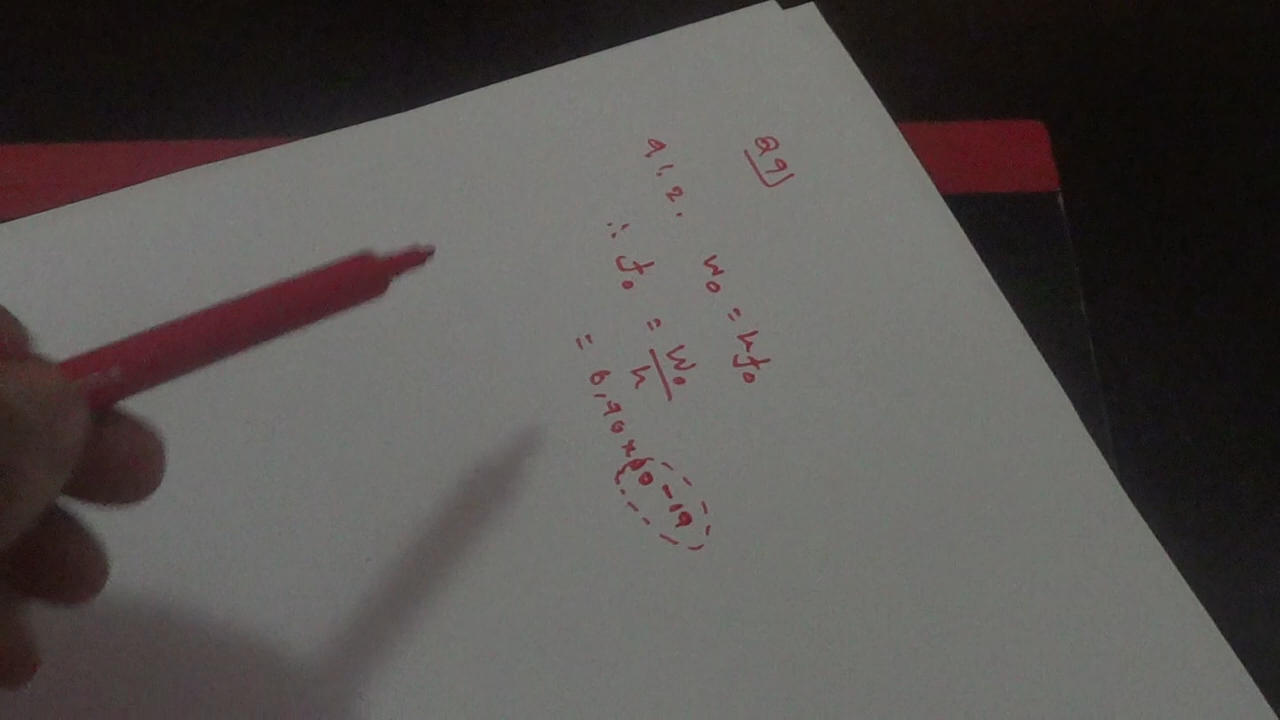 Q9
9.1.2. W₀ = hf₀
∴ f₀ = W₀/h
= 6,90 × 10 -19